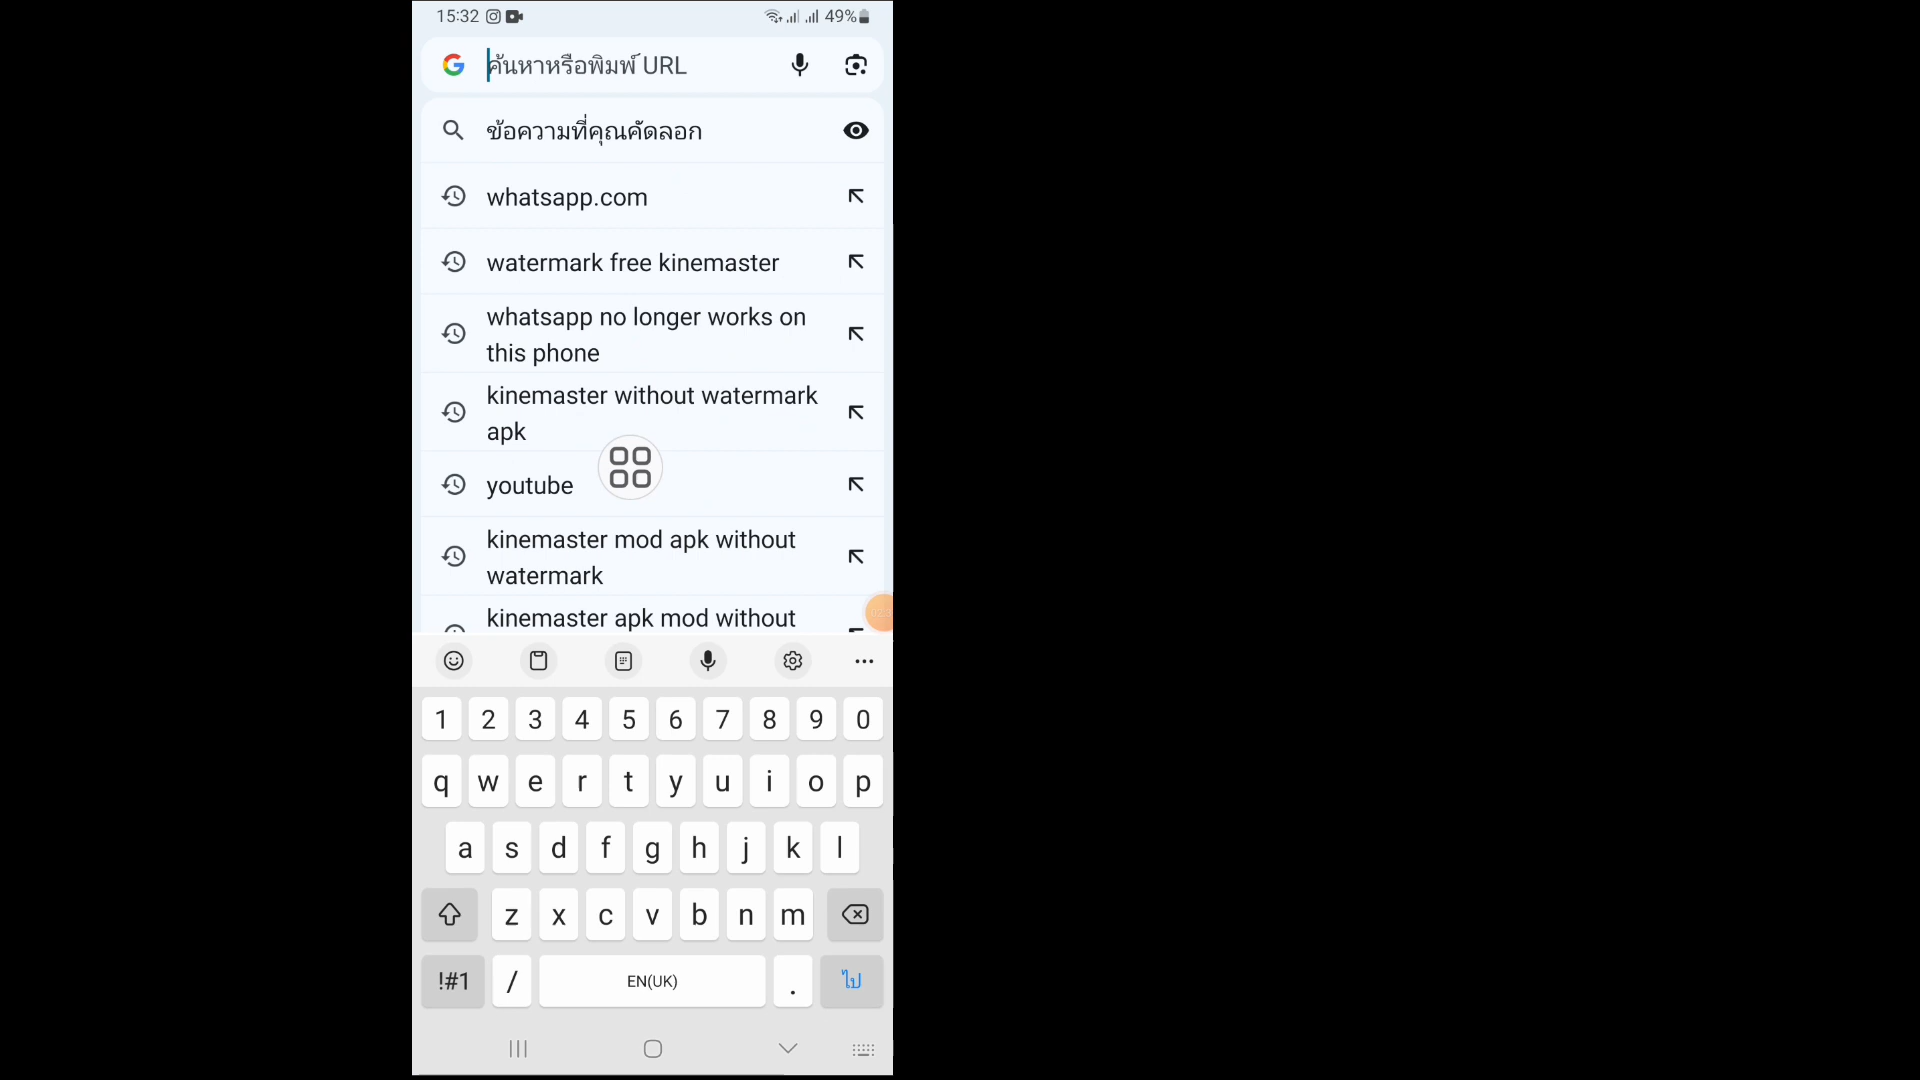 15:32
49%
ค้นหาหรือพิมพ์ URL
ข้อความที่คุณคัดลอก
whatsapp.com
watermark free kinemaster
whatsapp no longer works on
this phone
kinemaster without watermark
apk
youtube
kinemaster mod apk without
watermark
kinemaster apk mod without
1 2 3 4 5 6 7 8 9 0
q w e r t y u i o p
a s d f g h j k l
z x c v b n m
!#1 / EN(UK) . ไป